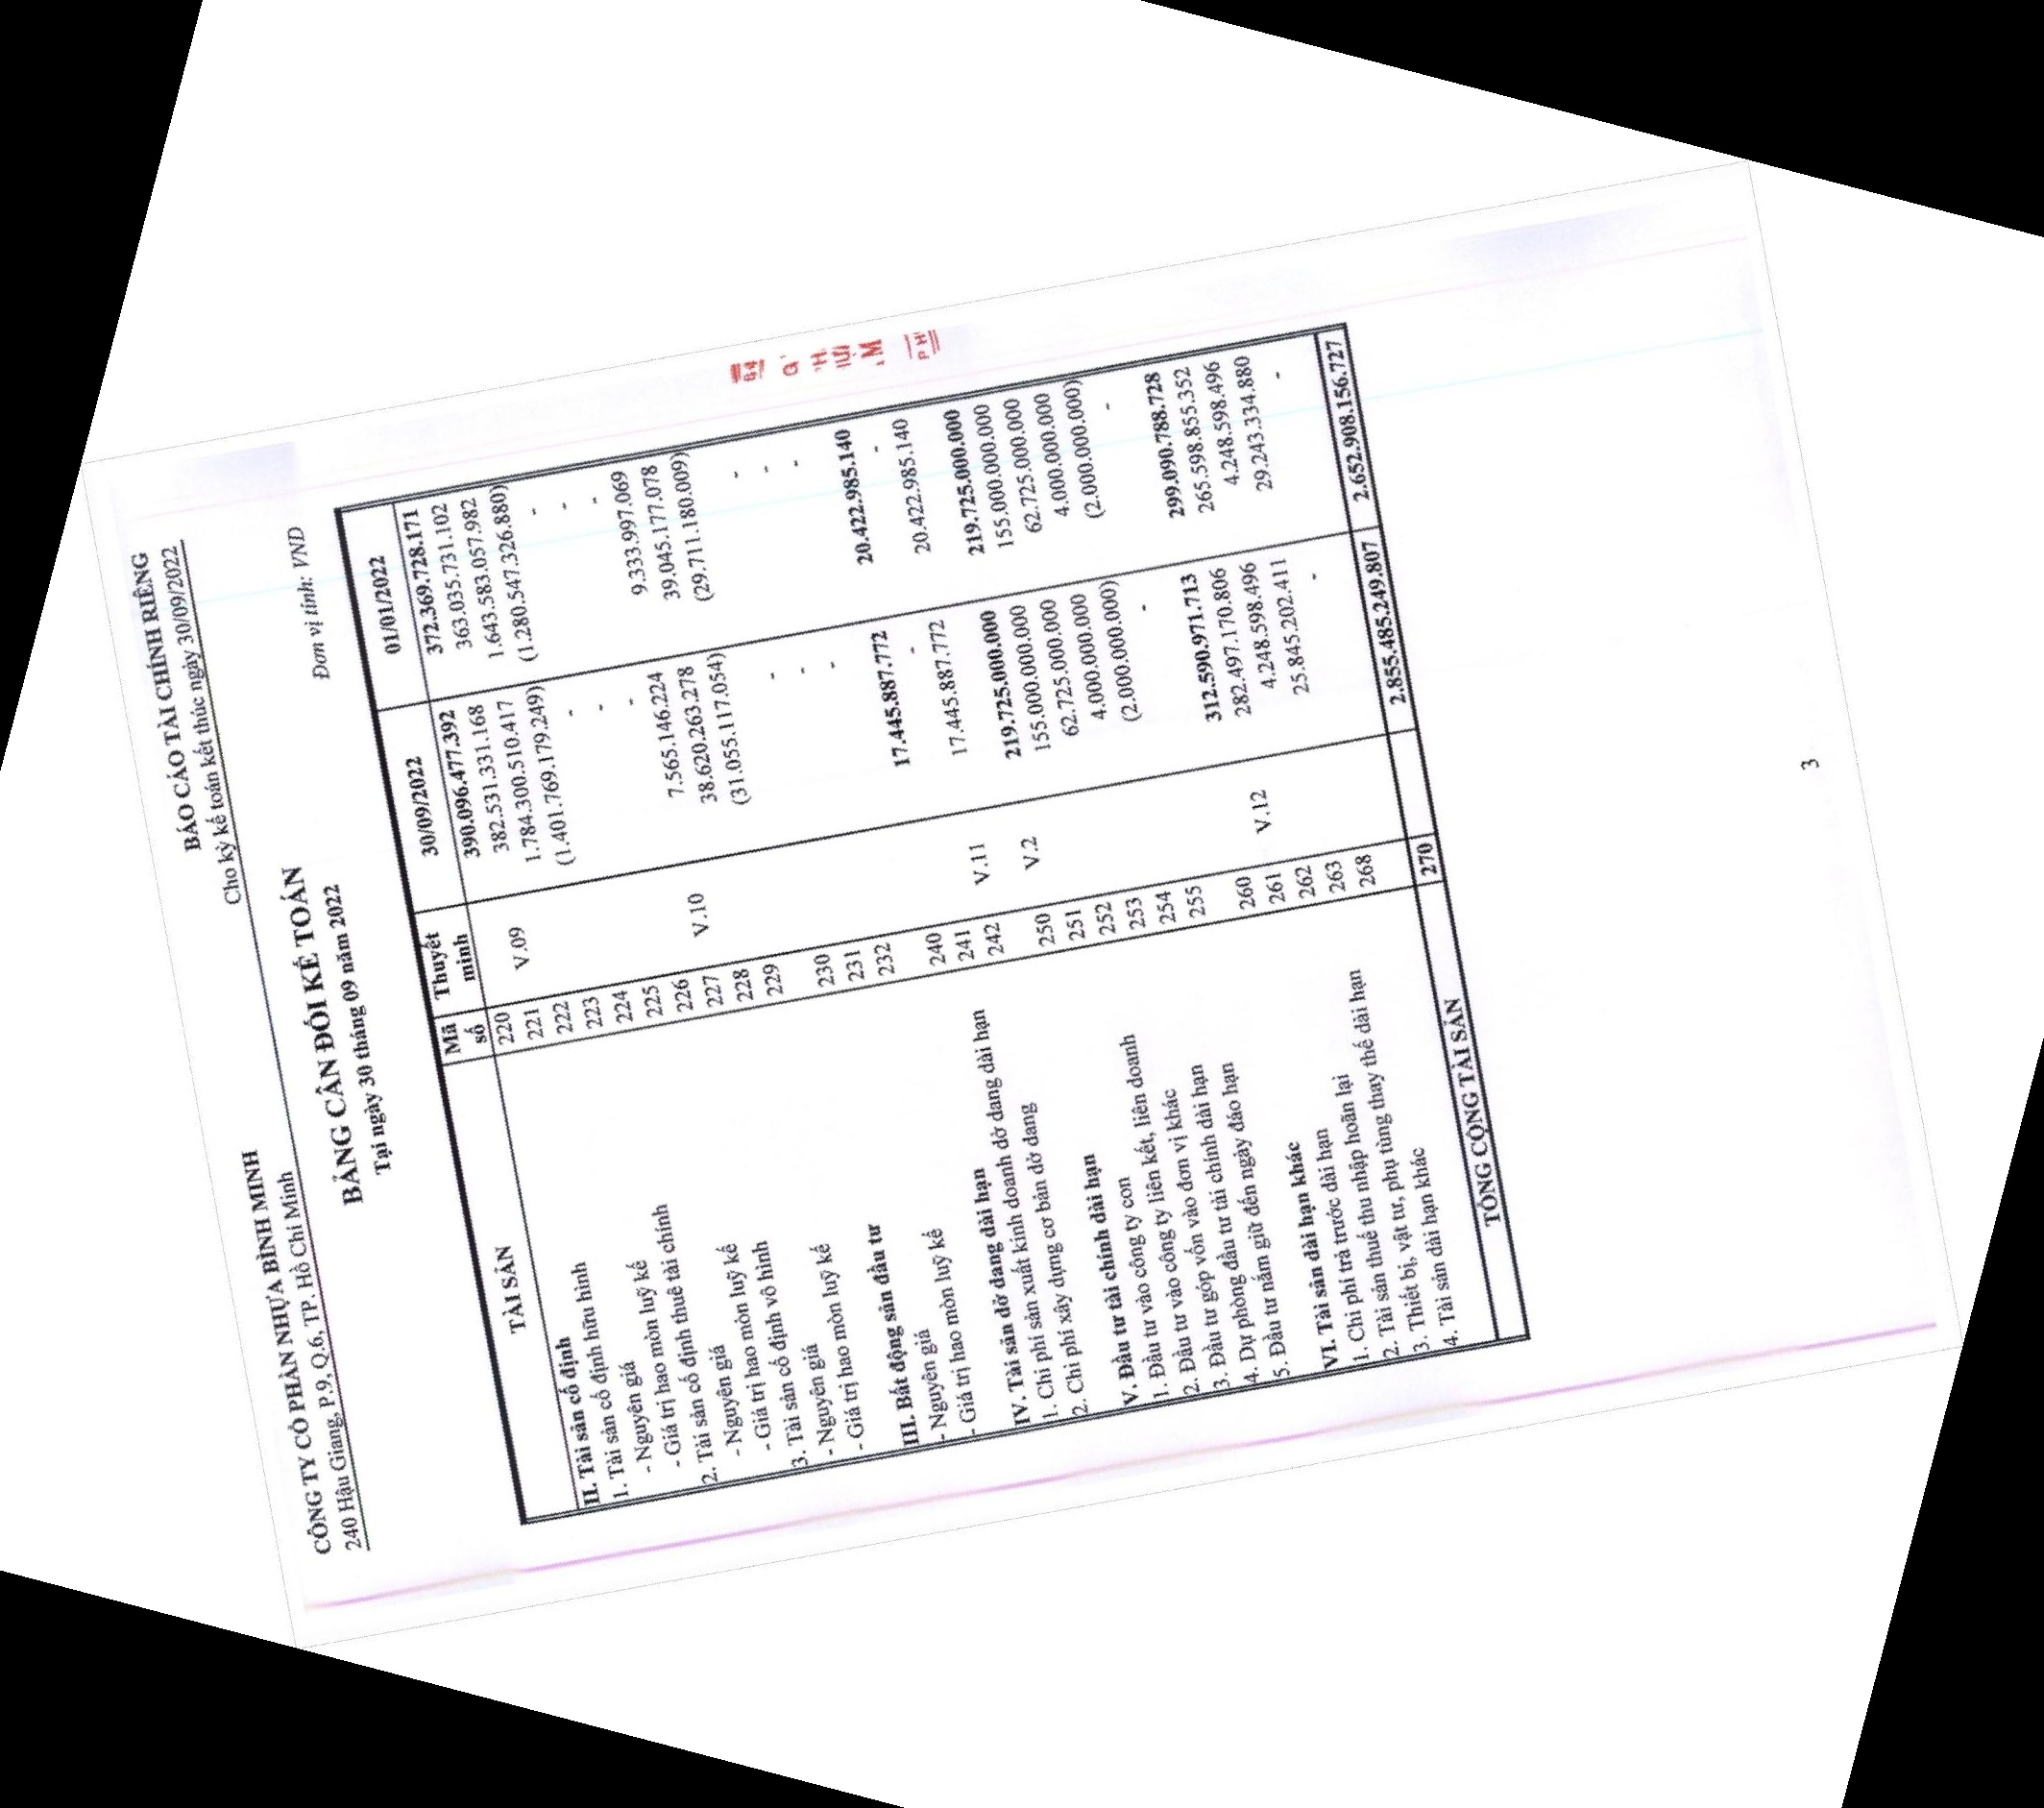 CÔNG TY CỔ PHẦN NHỰA BÌNH MINH BÁO CÁO TÀI CHÍNH RIÊNG
240 Hậu Giang, P.9, Q.6, TP. Hồ Chí Minh Cho kỳ kế toán kết thúc ngày 30/09/2022
BẢNG CÂN ĐỐI KẾ TOÁN
Tại ngày 30 tháng 09 năm 2022
Đơn vị tính: VND
TÀI SẢN Mã số Thuyết minh 30/09/2022 01/01/2022
II. Tài sản cố định 220 390.096.477.392 372.369.728.171
1. Tài sản cố định hữu hình 221 V.09 382.531.331.168 363.035.731.102
- Nguyên giá 222 1.784.300.510.417 1.643.583.057.982
- Giá trị hao mòn luỹ kế 223 (1.401.769.179.249) (1.280.547.326.880)
2. Tài sản cố định thuê tài chính 224 - -
- Nguyên giá 225 - -
- Giá trị hao mòn luỹ kế 226 - -
3. Tài sản cố định vô hình 227 V.10 7.565.146.224 9.333.997.069
- Nguyên giá 228 38.620.263.278 39.045.177.078
- Giá trị hao mòn luỹ kế 229 (31.055.117.054) (29.711.180.009)
III. Bất động sản đầu tư 230 - -
- Nguyên giá 231 - -
- Giá trị hao mòn luỹ kế 232 - -
IV. Tài sản dở dang dài hạn 240 17.445.887.772 20.422.985.140
1. Chi phí sản xuất kinh doanh dở dang dài hạn 241 - -
2. Chi phí xây dựng cơ bản dở dang 242 V.11 17.445.887.772 20.422.985.140
V. Đầu tư tài chính dài hạn 250 V.2 219.725.000.000 219.725.000.000
1. Đầu tư vào công ty con 251 155.000.000.000 155.000.000.000
2. Đầu tư vào công ty liên kết, liên doanh 252 62.725.000.000 62.725.000.000
3. Đầu tư góp vốn vào đơn vị khác 253 4.000.000.000 4.000.000.000
4. Dự phòng đầu tư tài chính dài hạn 254 (2.000.000.000) (2.000.000.000)
5. Đầu tư nắm giữ đến ngày đáo hạn 255 - -
VI. Tài sản dài hạn khác 260 312.590.971.713 299.090.788.728
1. Chi phí trả trước dài hạn 261 V.12 282.497.170.806 265.598.855.352
2. Tài sản thuế thu nhập hoãn lại 262 4.248.598.496 4.248.598.496
3. Thiết bị, vật tư, phụ tùng thay thế dài hạn 263 25.845.202.411 29.243.334.880
4. Tài sản dài hạn khác 268 - -
TỔNG CỘNG TÀI SẢN 270 2.855.485.249.807 2.652.908.156.727
3